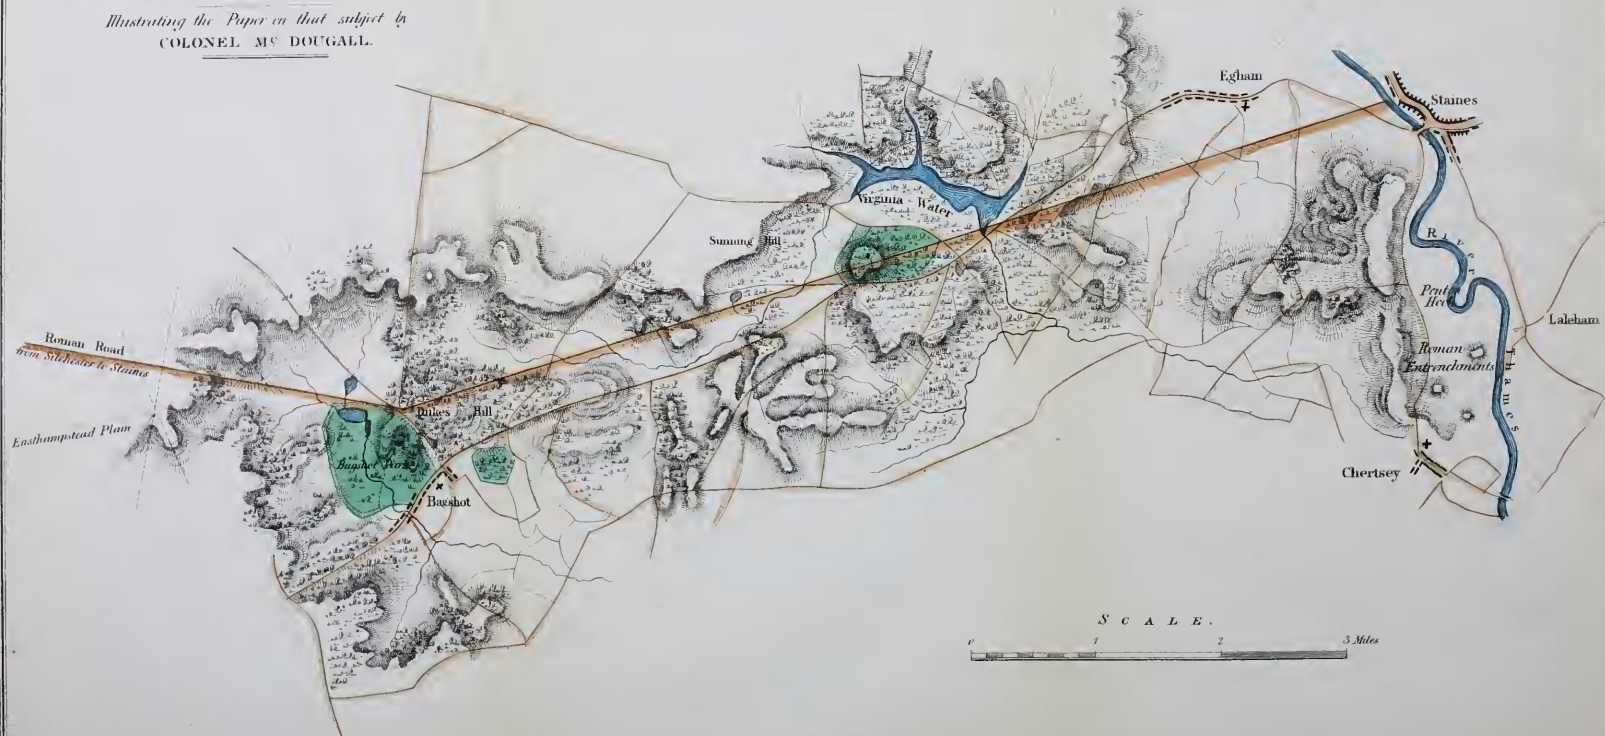 Illustrating the Paper on that subject by
COLONEL Mc DOUGALL.
Egham
Staines
Virginia Water
Sunning Hill
River
Thames
Laleham
Roman
Entrenchments
Roman Road
from Silchester to Staines
Dukes Hill
Easthampstead Plain
Bagshot Park
Bagshot
Chertsey
SCALE.
0 1 2 3 Miles